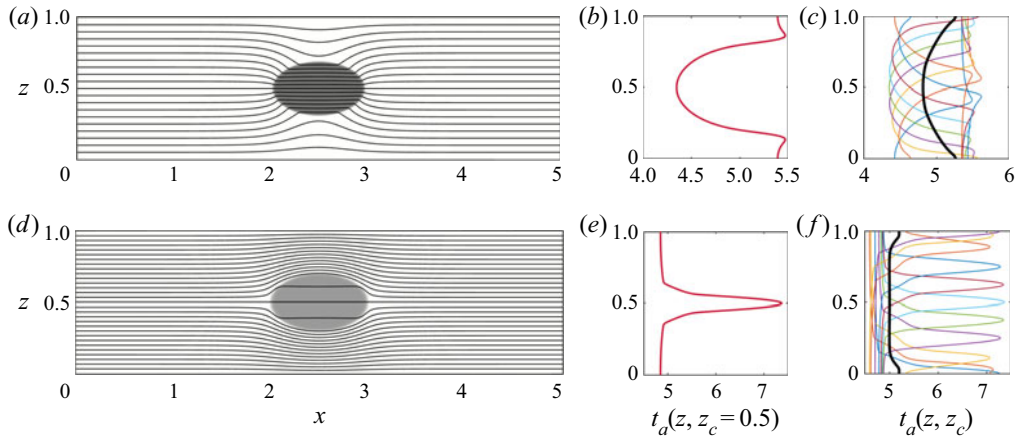 (a) (b) (c)
1.0 1.0 1.0
z 0.5 0.5 0.5
0 0
0 1 2 3 4 5 4.0 4.5 5.0 5.5 4 5 6
(d) (e) (f)
1.0 1.0 1.0
z 0.5 0.5 0.5
0 0
0 1 2 3 4 5 5 6 7 5 6 7
x t_a(z, z_c = 0.5) t_a(z, z_c)